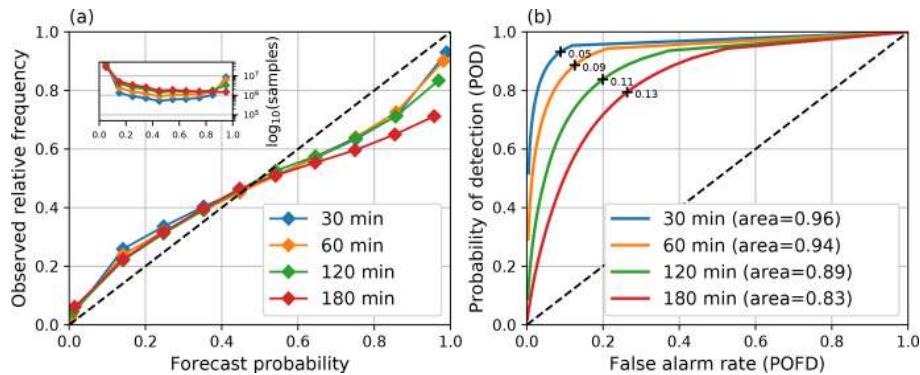 (a)
Observed relative frequency
1.0
0.8
0.6
0.4
0.2
0.0
0.0 0.2 0.4 0.6 0.8 1.0
Forecast probability
10^7
10^6
10^5
log10(samples)
0.0 0.2 0.4 0.6 0.8 1.0
30 min
60 min
120 min
180 min
(b)
Probability of detection (POD)
1.0
0.8
0.6
0.4
0.2
0.0
0.0 0.2 0.4 0.6 0.8 1.0
False alarm rate (POFD)
0.05
0.09
0.11
0.13
30 min (area=0.96)
60 min (area=0.94)
120 min (area=0.89)
180 min (area=0.83)